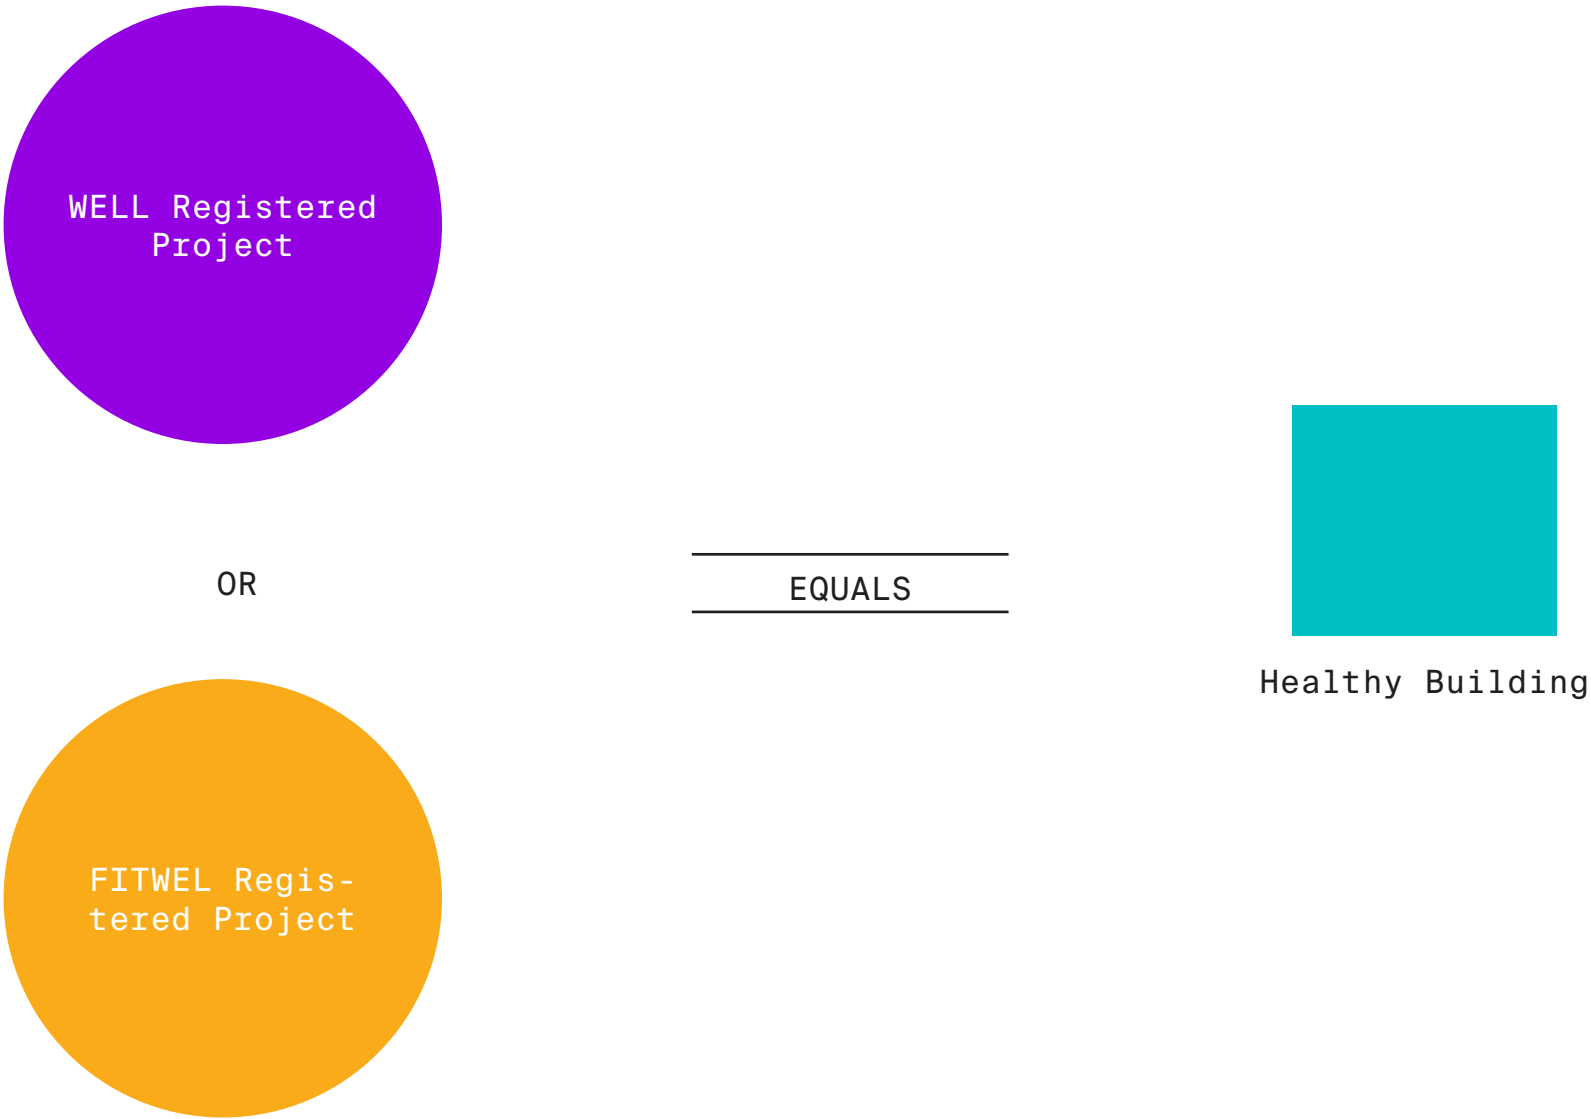 WELL Registered
Project
OR
EQUALS
Healthy Building
FITWEL Regis-
tered Project